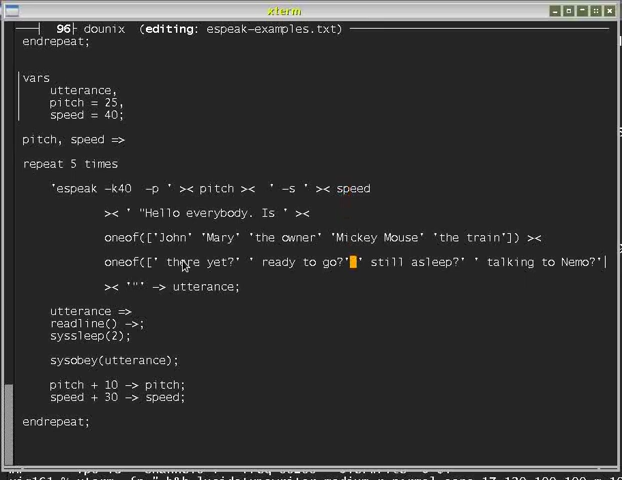 xterm
96 dounix (editing: espeak-examples.txt)
endrepeat;
vars
utterance,
pitch = 25,
speed = 40;
pitch, speed =>
repeat 5 times
'espeak -k40 -p ' >< pitch >< ' -s ' >< speed
>< ' "Hello everybody. Is ' ><
oneof(['John' 'Mary' 'the owner' 'Mickey Mouse' 'the train']) ><
oneof([' there yet?' ' ready to go?' ' still asleep?' ' talking to Nemo?'
>< '"' -> utterance;
utterance =>
readline() ->;
syssleep(2);
sysobey(utterance);
pitch + 10 -> pitch;
speed + 30 -> speed;
endrepeat;